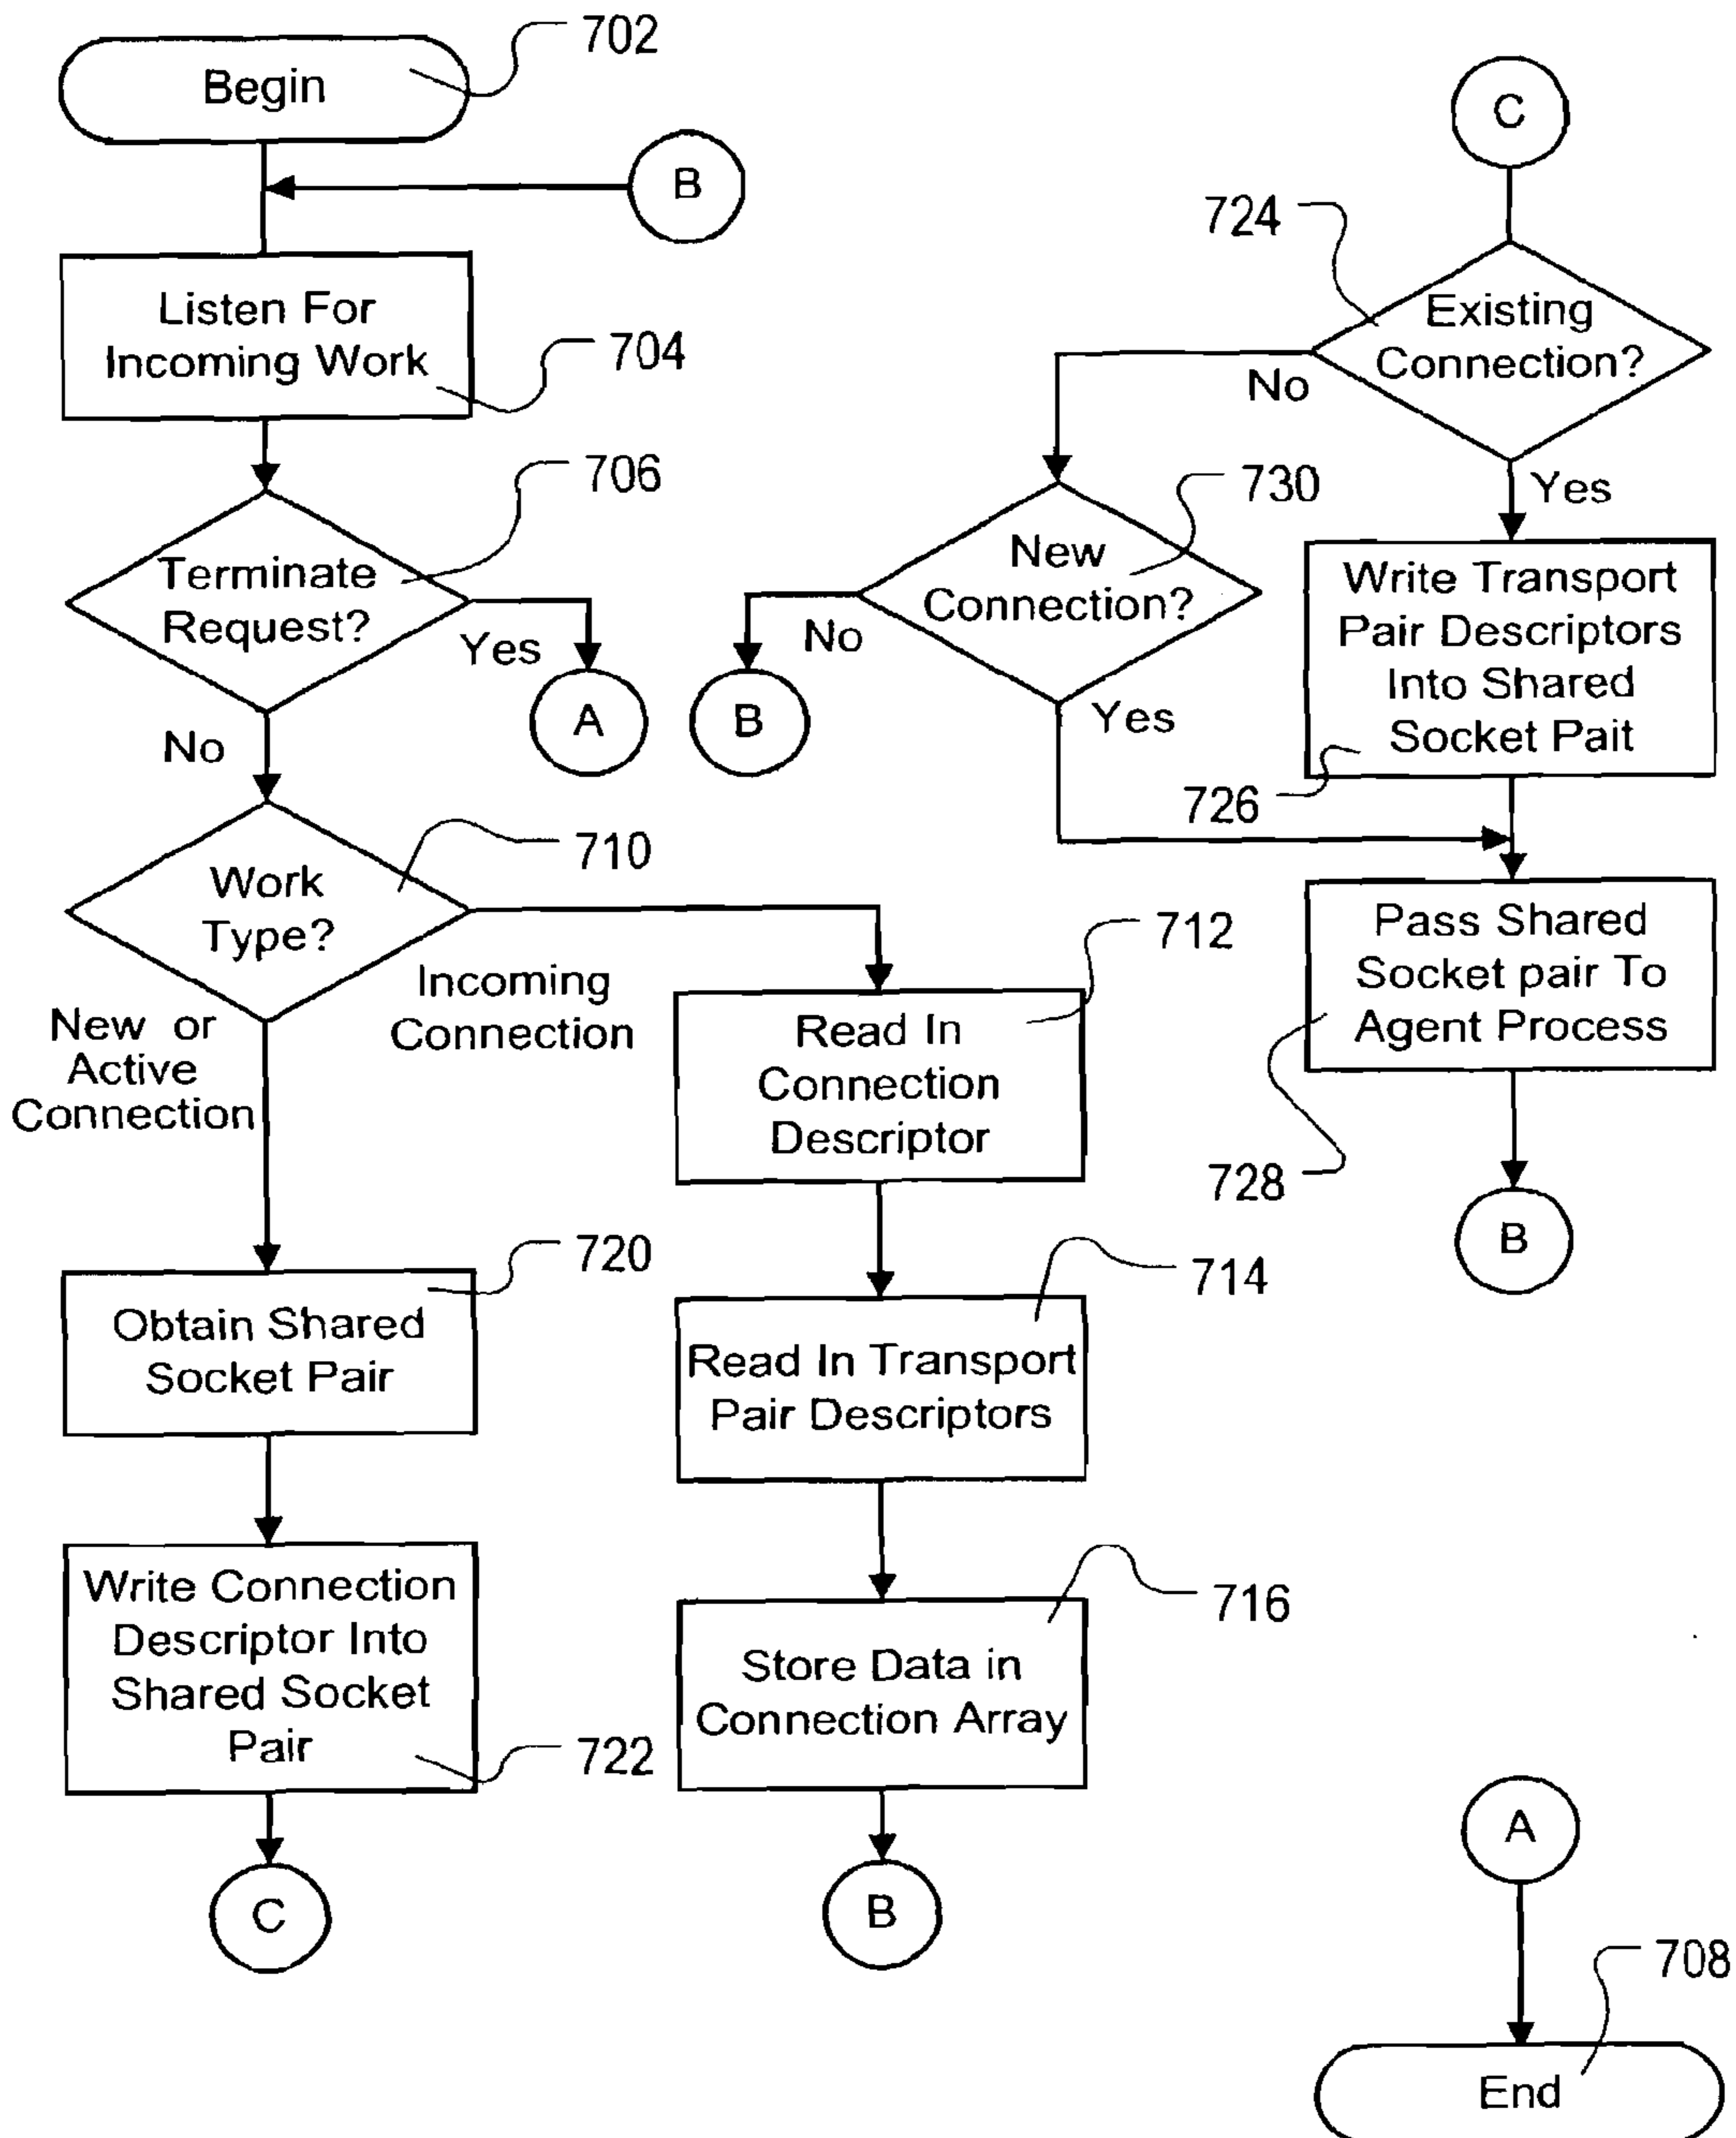 702
Begin
B
Listen For
Incoming Work
704
706
Terminate
Request?
Yes
A
No
710
Work
Type?
Incoming
Connection
New or
Active
Connection
712
Read In
Connection
Descriptor
714
Read In Transport
Pair Descriptors
716
Store Data in
Connection Array
B
720
Obtain Shared
Socket Pair
722
Write Connection
Descriptor Into
Shared Socket
Pair
C
C
724
Existing
Connection?
No
Yes
730
New
Connection?
No
B
Yes
Write Transport
Pair Descriptors
Into Shared
Socket Pait
726
Pass Shared
Socket pair To
Agent Process
728
B
A
708
End